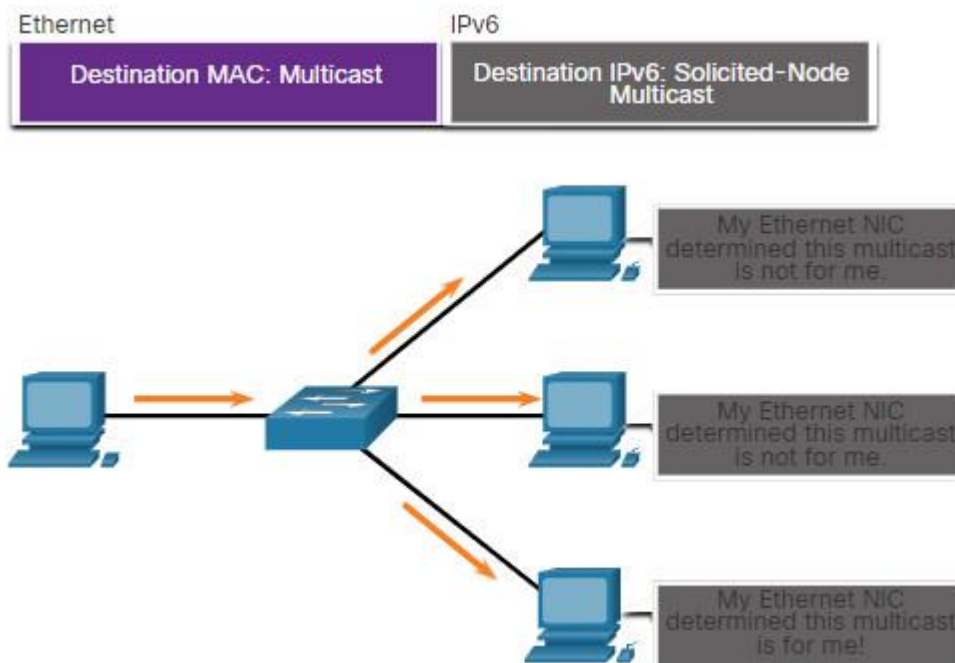 Ethernet
IPv6
Destination MAC: Multicast
Destination IPv6: Solicited-Node
Multicast
My Ethernet NIC
determined this multicast
is not for me.
My Ethernet NIC
determined this multicast
is not for me.
My Ethernet NIC
determined this multicast
is for me!